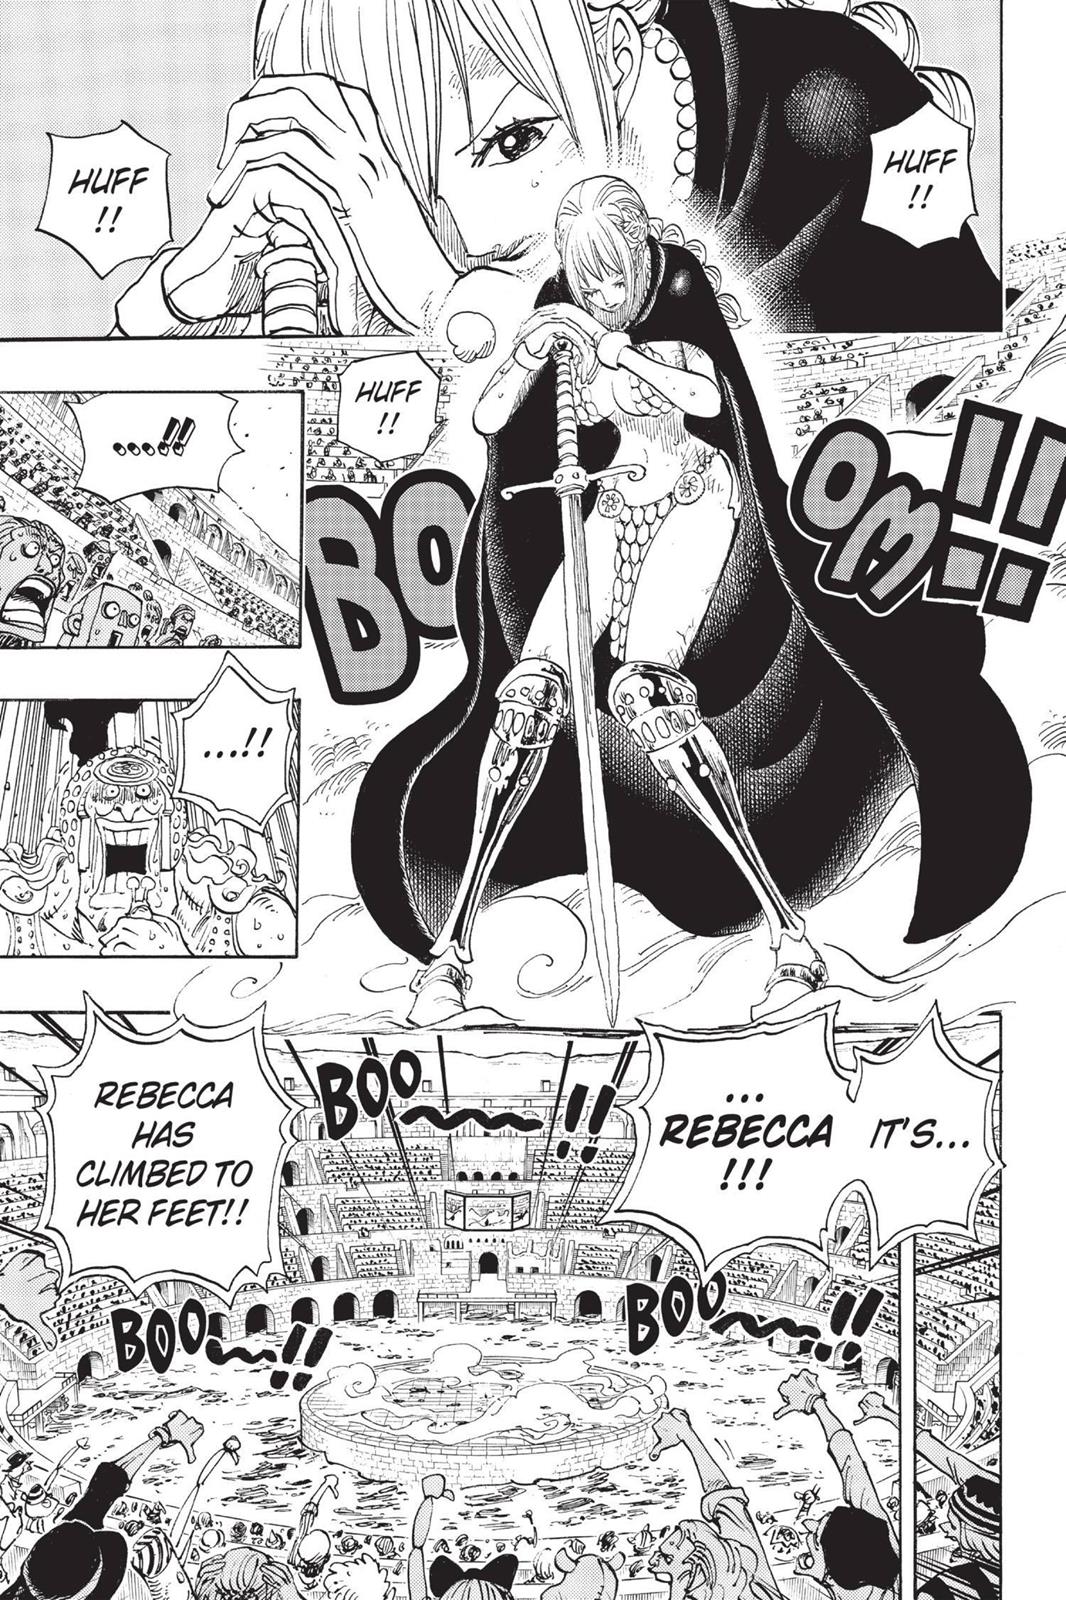 HUFF
!!
HUFF
!!
HUFF
!!
BOOM!!
...!!
...!!
IT'S...
...
REBECCA
!!!
REBECCA
HAS
CLIMBED TO
HER FEET!!
BOO~!!
BOO~!!
BOO~!!